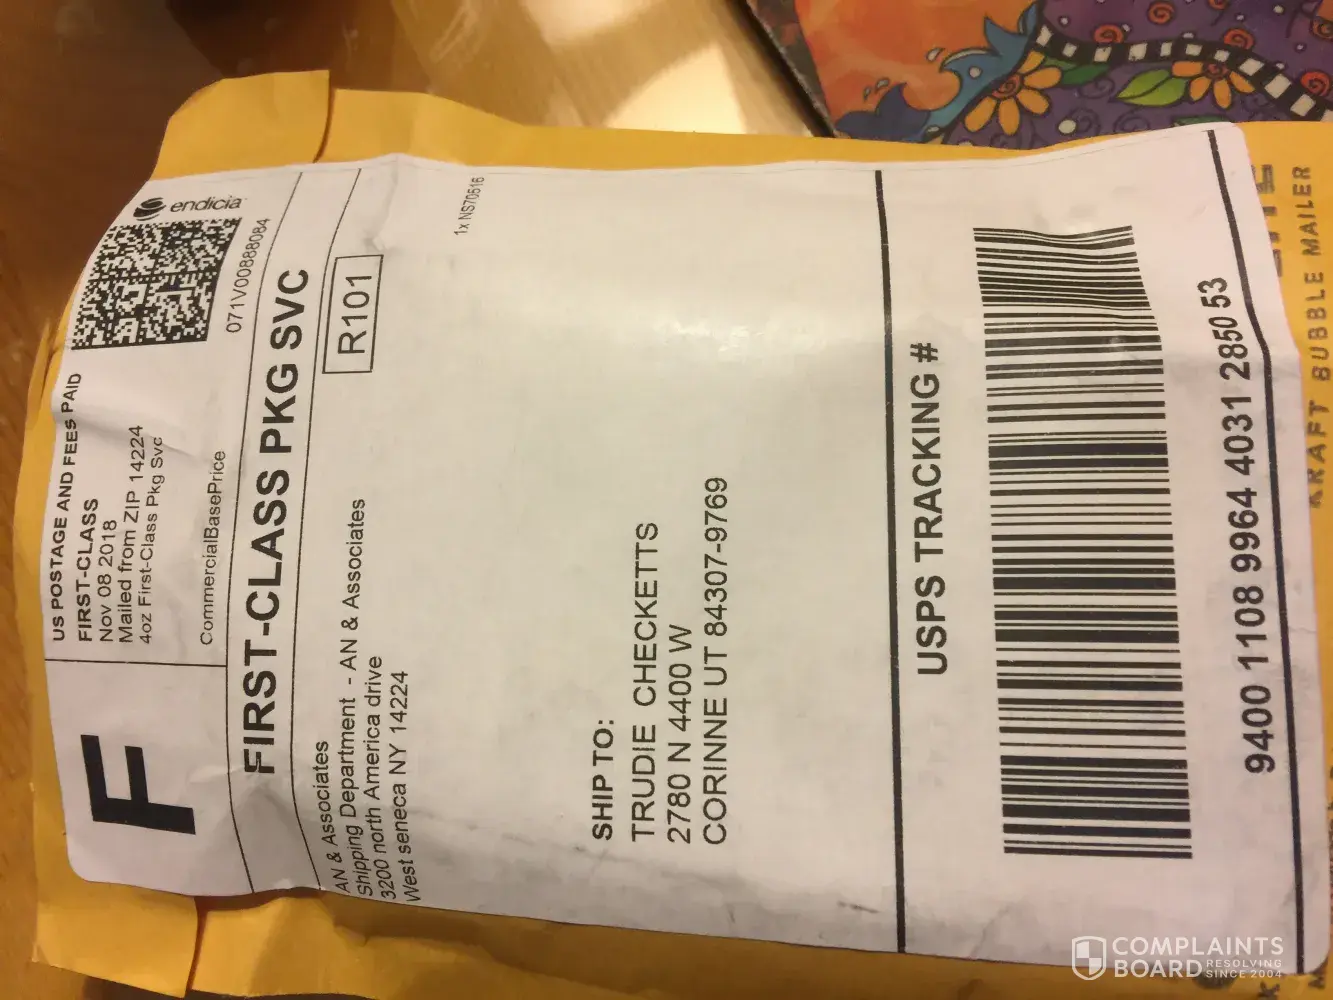 F
US POSTAGE AND FEES PAID
FIRST-CLASS
Nov 08 2018
Mailed from ZIP 14224
4oz First-Class Pkg Svc
CommercialBasePrice
endicia
071V00888084
FIRST-CLASS PKG SVC
AN & Associates
Shipping Department - AN & Associates
3200 north America drive
West seneca NY 14224
R101
1x NS70516
SHIP TO:
TRUDIE CHECKETTS
2780 N 4400 W
CORINNE UT 84307-9769
USPS TRACKING #
9400 1108 9964 4031 2850 53
KRAFT BUBBLE MAILER
COMPLAINTS
BOARD RESOLVING
SINCE 2004